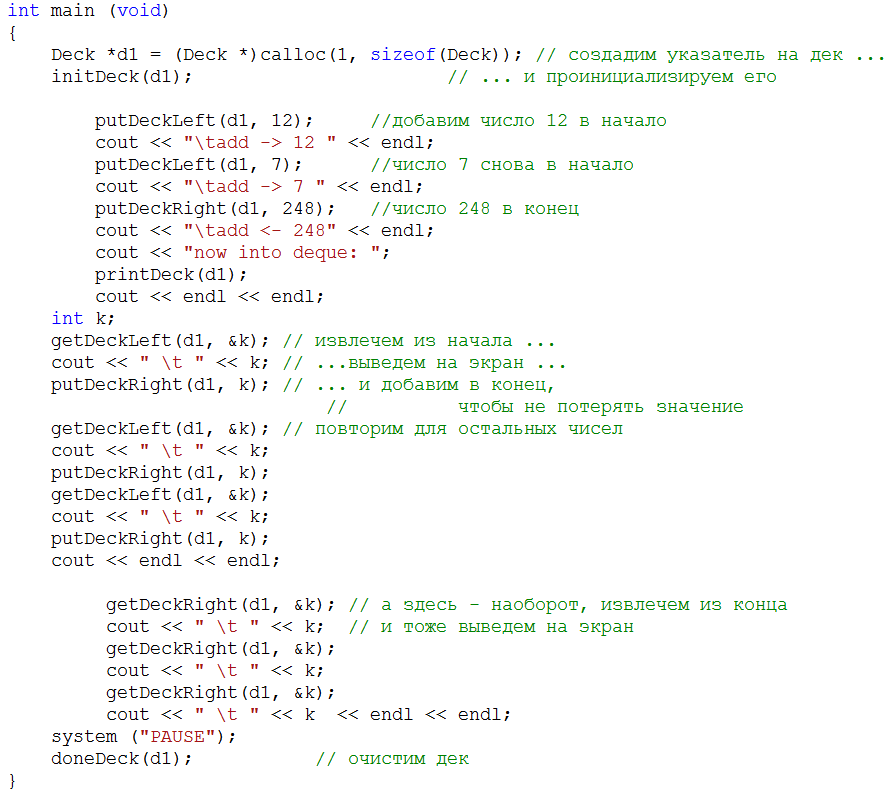 int main (void)
{
    Deck *d1 = (Deck *)calloc(1, sizeof(Deck)); // создадим указатель на дек ...
    initDeck(d1);                       // ... и проинициализируем его

        putDeckLeft(d1, 12);     //добавим число 12 в начало
        cout << "\tadd -> 12 " << endl;
        putDeckLeft(d1, 7);      //число 7 снова в начало
        cout << "\tadd -> 7 " << endl;
        putDeckRight(d1, 248);   //число 248 в конец
        cout << "\tadd <- 248" << endl;
        cout << "now into deque: ";
        printDeck(d1);
        cout << endl << endl;
    int k;
    getDeckLeft(d1, &k); // извлечем из начала ...
    cout << " \t " << k; // ...выведем на экран ...
    putDeckRight(d1, k); // ... и добавим в конец,
                             //          чтобы не потерять значение
    getDeckLeft(d1, &k); // повторим для остальных чисел
    cout << " \t " << k;
    putDeckRight(d1, k);
    getDeckLeft(d1, &k);
    cout << " \t " << k;
    putDeckRight(d1, k);
    cout << endl << endl;

         getDeckRight(d1, &k); // а здесь - наоборот, извлечем из конца
         cout << " \t " << k;  // и тоже выведем на экран
         getDeckRight(d1, &k);
         cout << " \t " << k;
         getDeckRight(d1, &k);
         cout << " \t " << k  << endl << endl;
    system ("PAUSE");
    doneDeck(d1);           // очистим дек
}